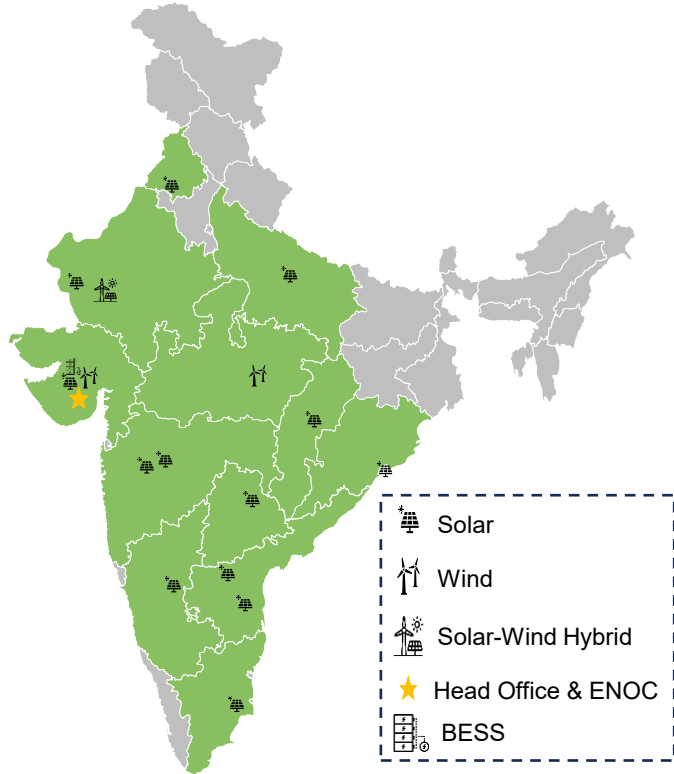 Solar
Wind
Solar-Wind Hybrid
Head Office & ENOC
BESS